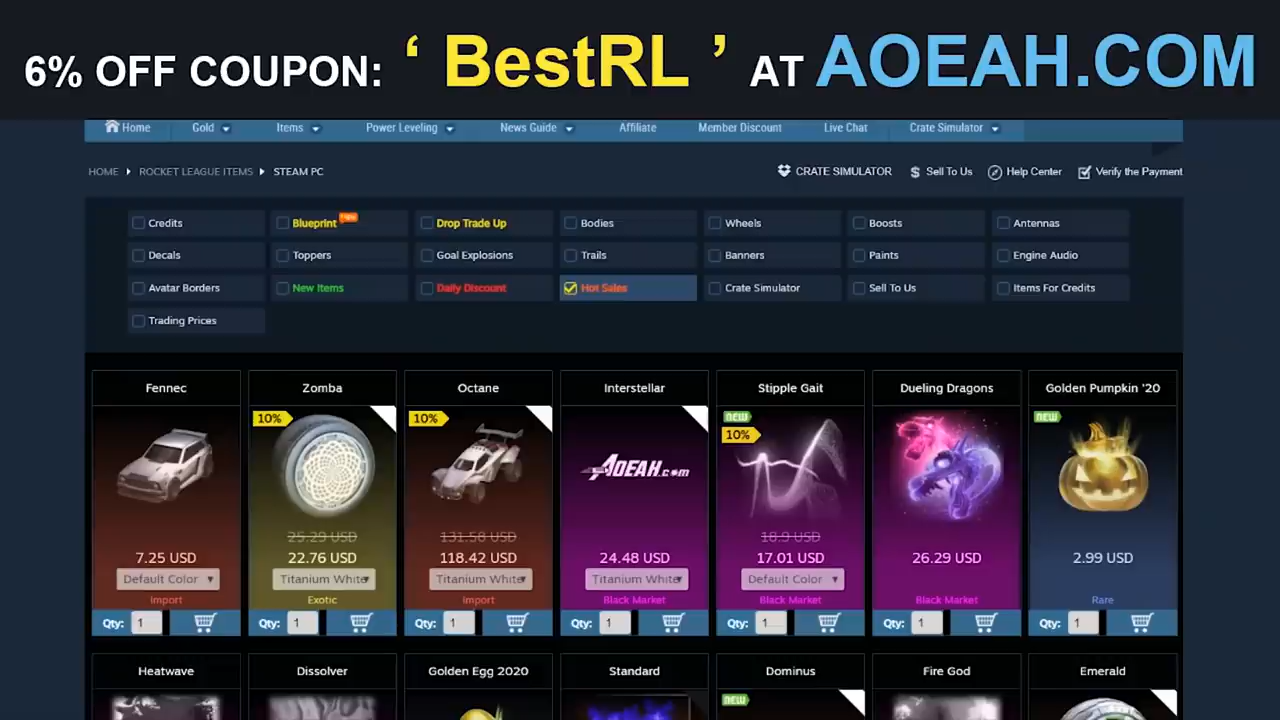 6% OFF COUPON: ‘ BestRL ’ AT AOEAH.COM
Home Gold Items Power Leveling News Guide Affiliate Member Discount Live Chat Crate Simulator
HOME ROCKET LEAGUE ITEMS STEAM PC CRATE SIMULATOR $ Sell To Us Help Center Verify the Payment
Credits Blueprint New Drop Trade Up Bodies Wheels Boosts Antennas
Decals Toppers Goal Explosions Trails Banners Paints Engine Audio
Avatar Borders New Items Daily Discount Hot Sales Crate Simulator Sell To Us Items For Credits
Trading Prices
Fennec Zomba Octane Interstellar Stipple Gait Dueling Dragons Golden Pumpkin '20
10% 10% NEW NEW
10%
AOEAH.COM
25.29 USD 131.58 USD 18.9 USD
7.25 USD 22.76 USD 118.42 USD 24.48 USD 17.01 USD 26.29 USD 2.99 USD
Default Color Titanium White Titanium White Titanium White Default Color
Import Exotic Import Black Market Black Market Black Market Rare
Qty: 1 Qty: 1 Qty: 1 Qty: 1 Qty: 1 Qty: 1 Qty: 1
Heatwave Dissolver Golden Egg 2020 Standard Dominus Fire God Emerald
NEW